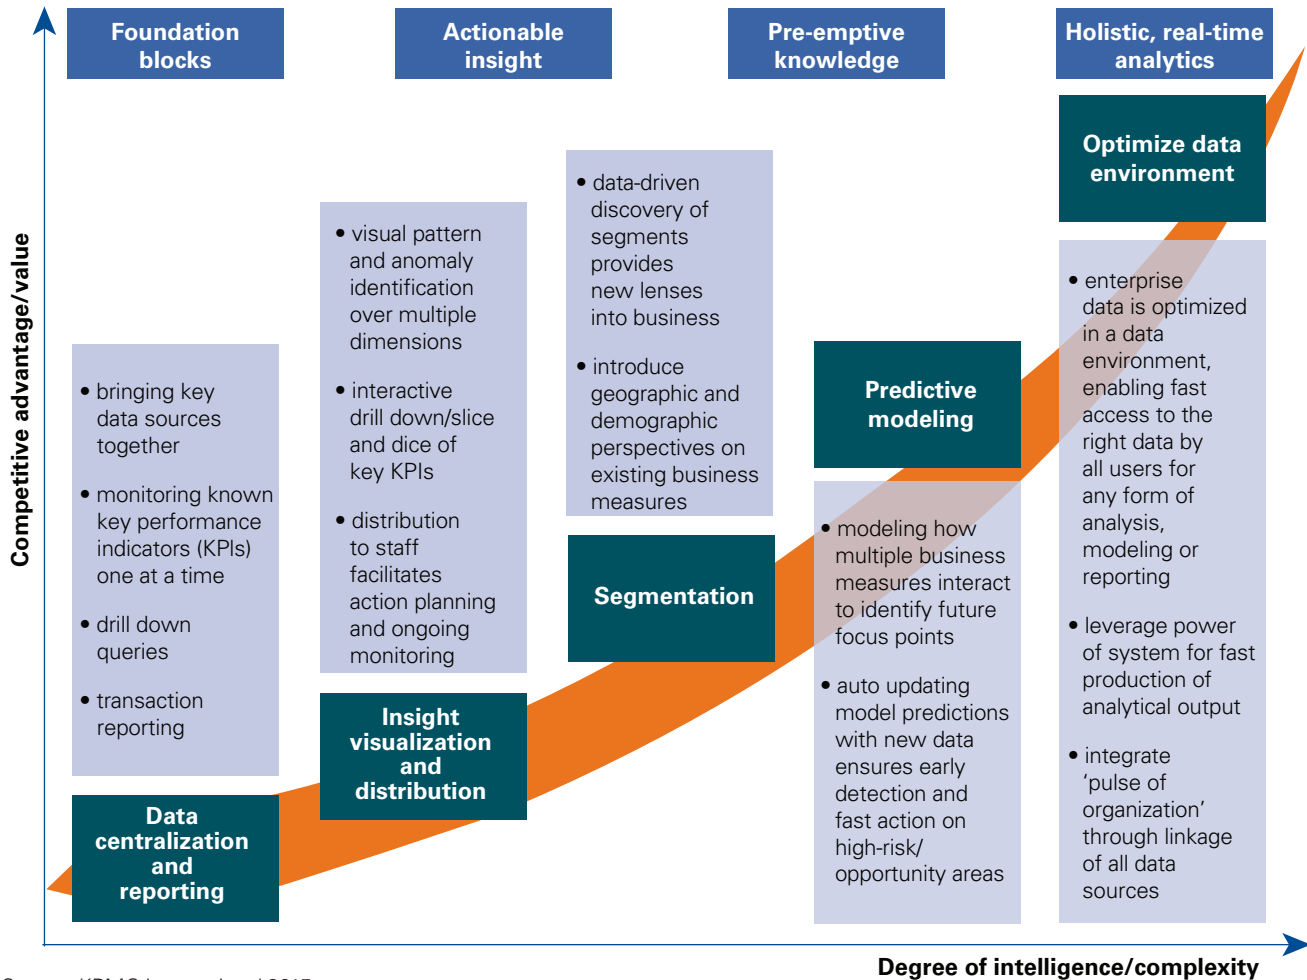 Foundation
blocks
Actionable
insight
Pre-emptive
knowledge
Holistic, real-time
analytics
Competitive advantage/value
• bringing key
data sources
together
• monitoring known
key performance
indicators (KPIs)
one at a time
• drill down
queries
• transaction
reporting
Data
centralization
and
reporting
• visual pattern
and anomaly
identification
over multiple
dimensions
• interactive
drill down/slice
and dice of
key KPIs
• distribution
to staff
facilitates
action planning
and ongoing
monitoring
Insight
visualization
and
distribution
• data-driven
discovery of
segments
provides
new lenses
into business
• introduce
geographic and
demographic
perspectives on
existing business
measures
Segmentation
Predictive
modeling
• modeling how
multiple business
measures interact
to identify future
focus points
• auto updating
model predictions
with new data
ensures early
detection and
fast action on
high-risk/
opportunity areas
Optimize data
environment
• enterprise
data is optimized
in a data
environment,
enabling fast
access to the
right data by
all users for
any form of
analysis,
modeling or
reporting
• leverage power
of system for fast
production of
analytical output
• integrate
‘pulse of
organization’
through linkage
of all data
sources
Degree of intelligence/complexity